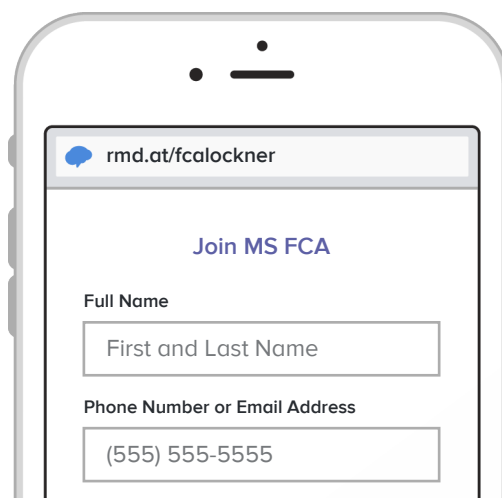 rmd.at/fcalockner
Join MS FCA
Full Name
First and Last Name
Phone Number or Email Address
(555) 555-5555